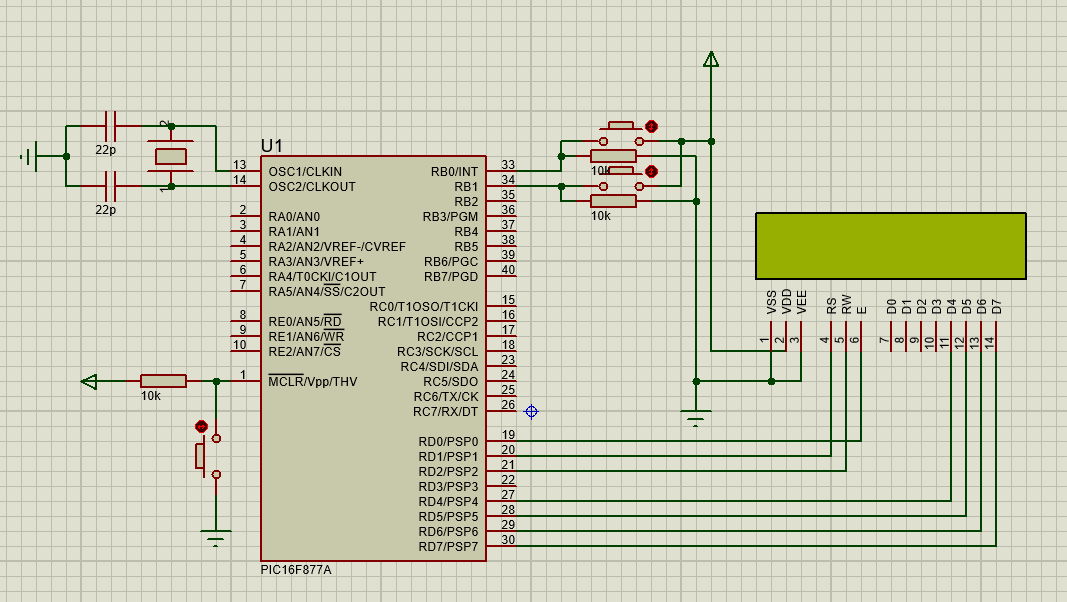 2
22p
1
22p
U1
13 OSC1/CLKIN RB0/INT 33
14 OSC2/CLKOUT RB1 34
RB2 35
2 RA0/AN0 RB3/PGM 36
3 RA1/AN1 RB4 37
4 RA2/AN2/VREF-/CVREF RB5 38
5 RA3/AN3/VREF+ RB6/PGC 39
6 RA4/T0CKI/C1OUT RB7/PGD 40
7 RA5/AN4/SS/C2OUT
RC0/T1OSO/T1CKI 15
8 RE0/AN5/RD RC1/T1OSI/CCP2 16
9 RE1/AN6/WR RC2/CCP1 17
10 RE2/AN7/CS RC3/SCK/SCL 18
RC4/SDI/SDA 23
1 MCLR/Vpp/THV RC5/SDO 24
RC6/TX/CK 25
RC7/RX/DT 26
RD0/PSP0 19
RD1/PSP1 20
RD2/PSP2 21
RD3/PSP3 22
RD4/PSP4 27
RD5/PSP5 28
RD6/PSP6 29
RD7/PSP7 30
PIC16F877A
10k
10k
10k
VSS VDD VEE RS RW E D0 D1 D2 D3 D4 D5 D6 D7
1 2 3 4 5 6 7 8 9 10 11 12 13 14